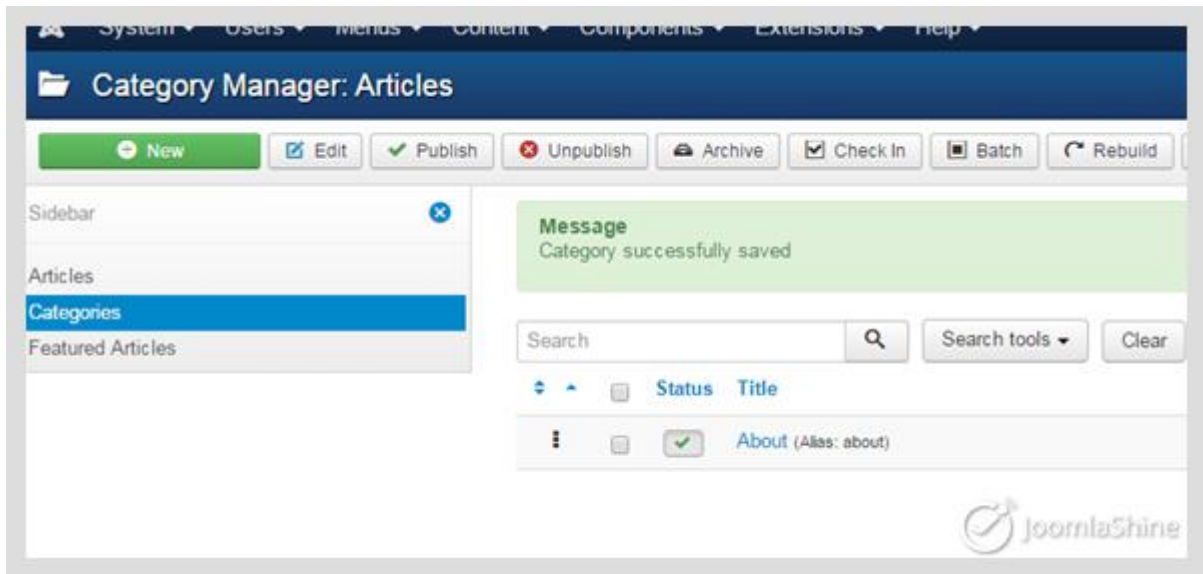 System Users Menus Content Components Extensions Help
Category Manager: Articles
New Edit Publish Unpublish Archive Check In Batch Rebuild
Sidebar
Message
Category successfully saved
Articles
Categories
Featured Articles
Search Search tools Clear
Status Title
About (Alias: about)
JoomlaShine